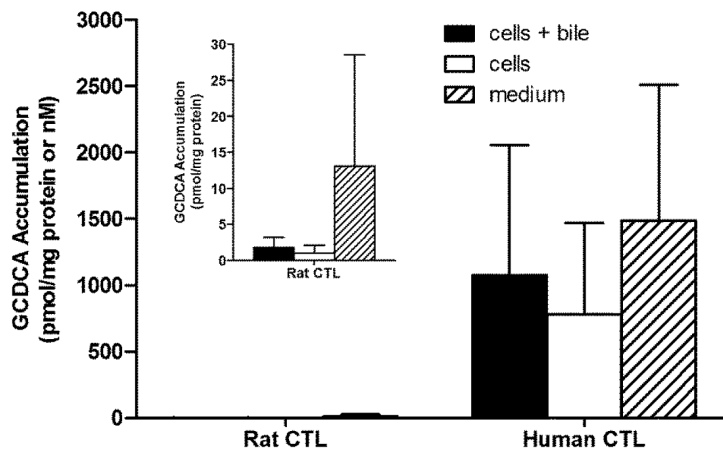 GCDCA Accumulation
(pmol/mg protein or nM)
3000
2500
2000
1500
1000
500
0
GCDCA Accumulation
(pmol/mg protein)
30
25
20
15
10
5
0
Rat CTL
cells + bile
cells
medium
Rat CTL
Human CTL